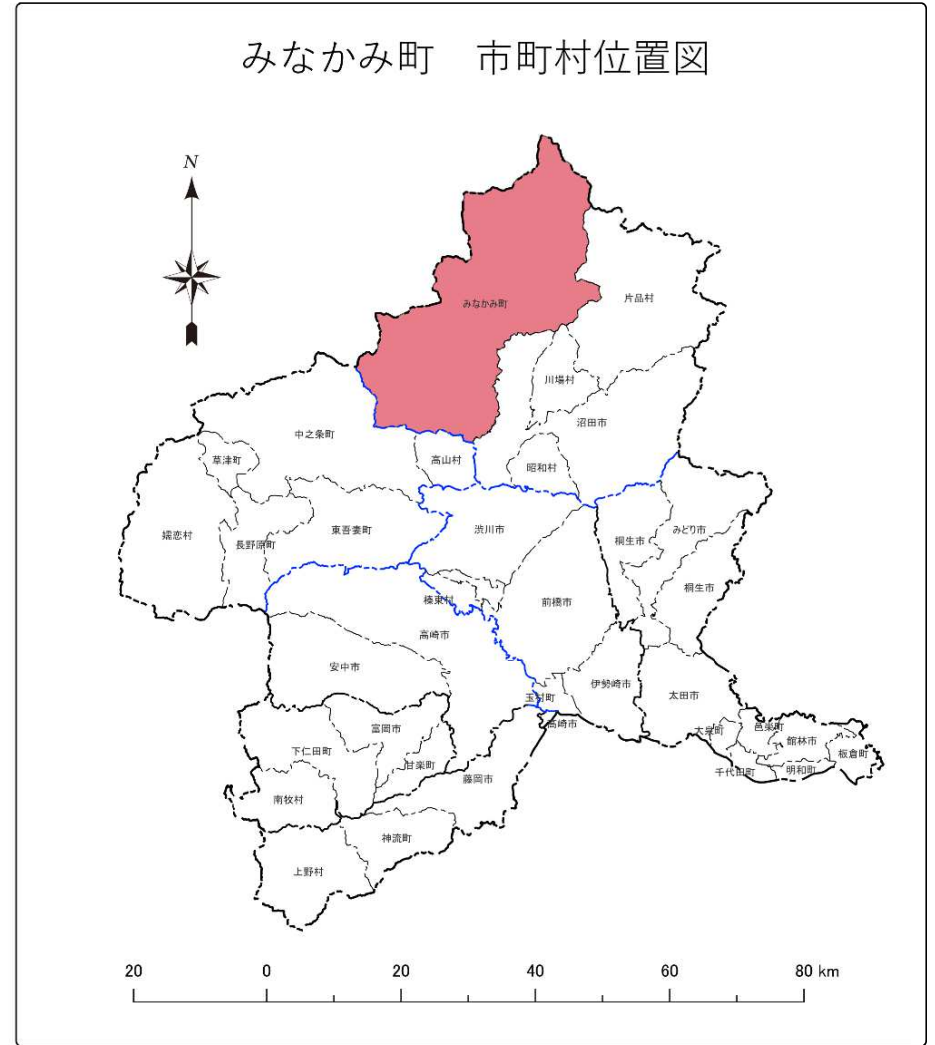 みなかみ町　市町村位置図
N
みなかみ町
片品村
川場村
沼田市
中之条町
高山村
昭和村
草津町
東吾妻町
渋川市
みどり市
嬬恋村
長野原町
桐生市
桐生市
榛東村
前橋市
高崎市
安中市
伊勢崎市
太田市
玉村町
高崎市
富岡市
大泉町
邑楽町
館林市
板倉町
下仁田町
甘楽町
藤岡市
千代田町
明和町
南牧村
神流町
上野村
20 0 20 40 60 80 km